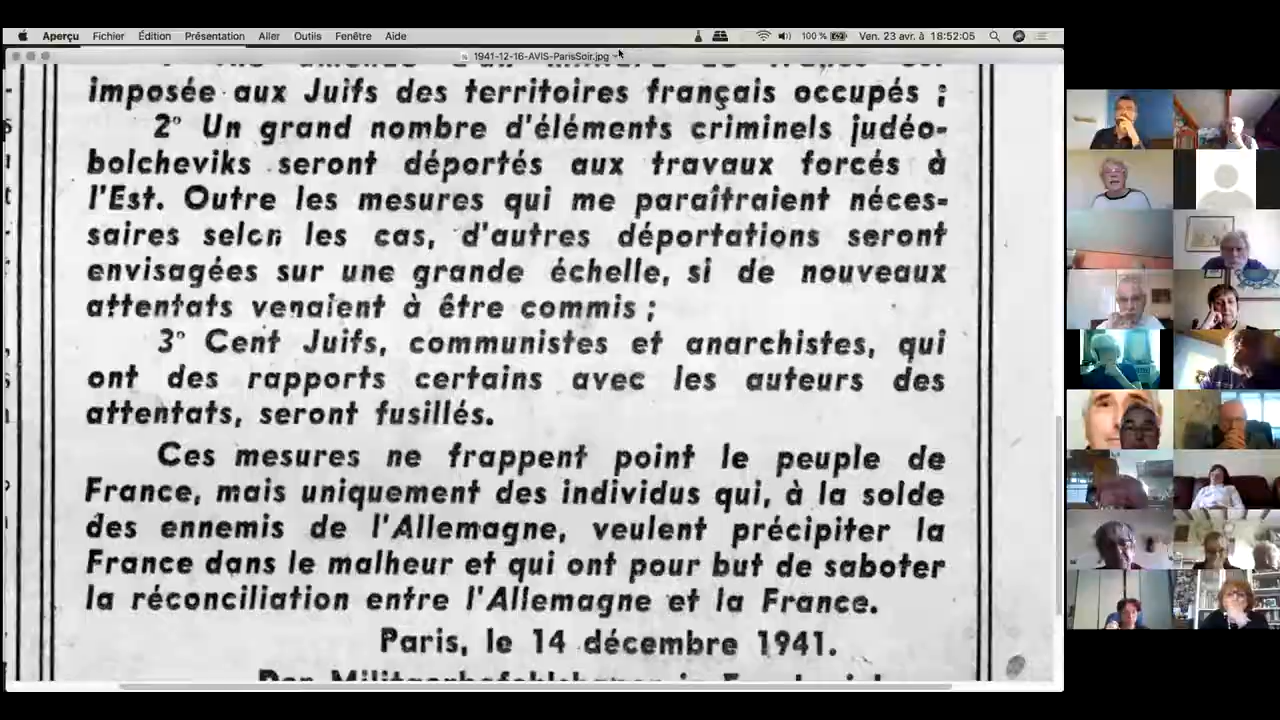 Aperçu Fichier Édition Présentation Aller Outils Fenêtre Aide 100 % Ven. 23 avr. à 18:52:05
1941-12-16-AVIS-ParisSoir.jpg
imposée aux Juifs des territoires français occupés ;
2° Un grand nombre d'éléments criminels judéo-
bolcheviks seront déportés aux travaux forcés à
l'Est. Outre les mesures qui me paraîtraient néces-
saires selon les cas, d'autres déportations seront
envisagées sur une grande échelle, si de nouveaux
attentats venaient à être commis ;
3° Cent Juifs, communistes et anarchistes, qui
ont des rapports certains avec les auteurs des
attentats, seront fusillés.
Ces mesures ne frappent point le peuple de
France, mais uniquement des individus qui, à la solde
des ennemis de l'Allemagne, veulent précipiter la
France dans le malheur et qui ont pour but de saboter
la réconciliation entre l'Allemagne et la France.
Paris, le 14 décembre 1941.